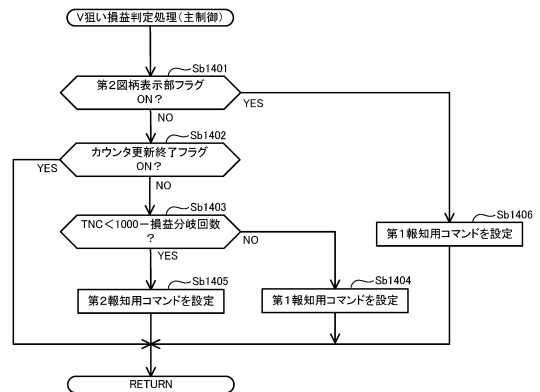 V狙い損益判定処理(主制御)
Sb1401
第2図柄表示部フラグ
ON?
YES
NO
Sb1402
カウンタ更新終了フラグ
ON?
YES
NO
Sb1403
TNC<1000-損益分岐回数
?
NO
YES
Sb1406
第1報知用コマンドを設定
Sb1405
第2報知用コマンドを設定
Sb1404
第1報知用コマンドを設定
RETURN